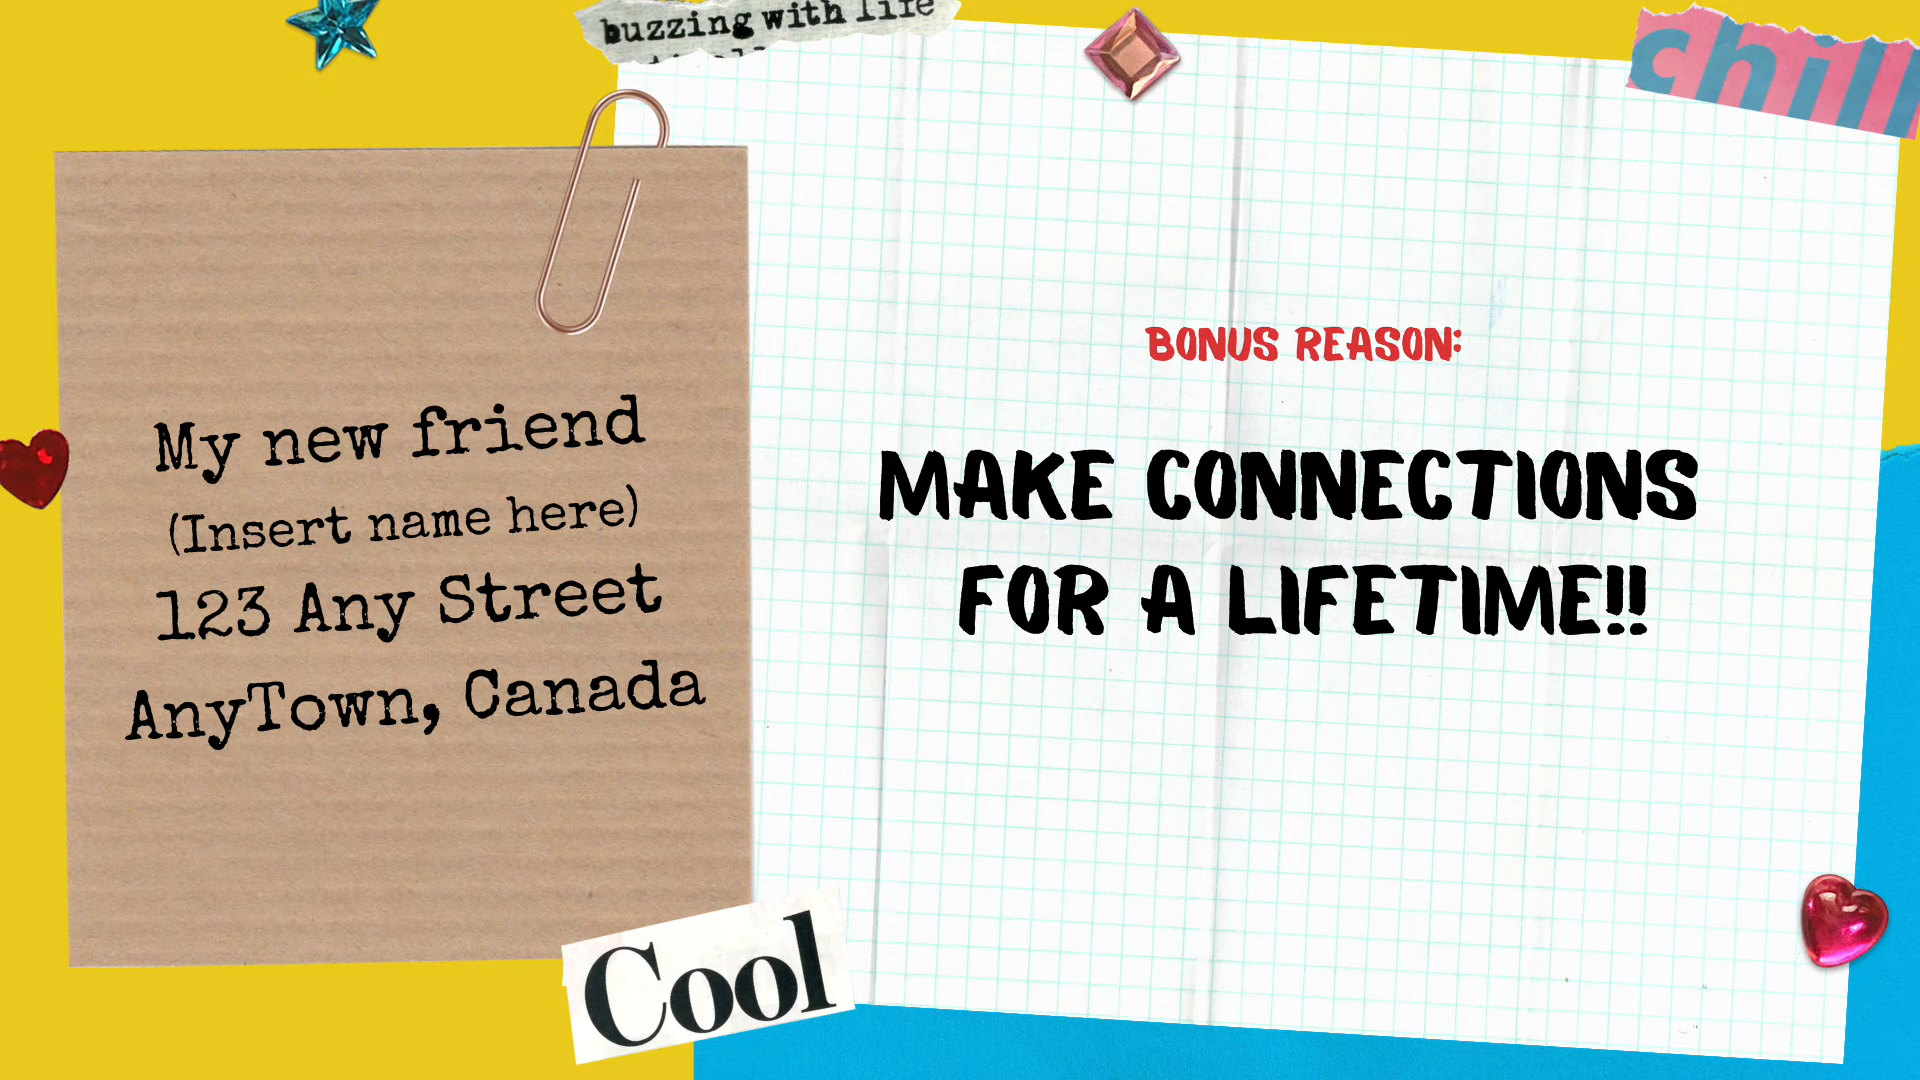 buzzing with life
chill
My new friend
(Insert name here)
123 Any Street
AnyTown, Canada
BONUS REASON:
MAKE CONNECTIONS
FOR A LIFETIME!!
Cool